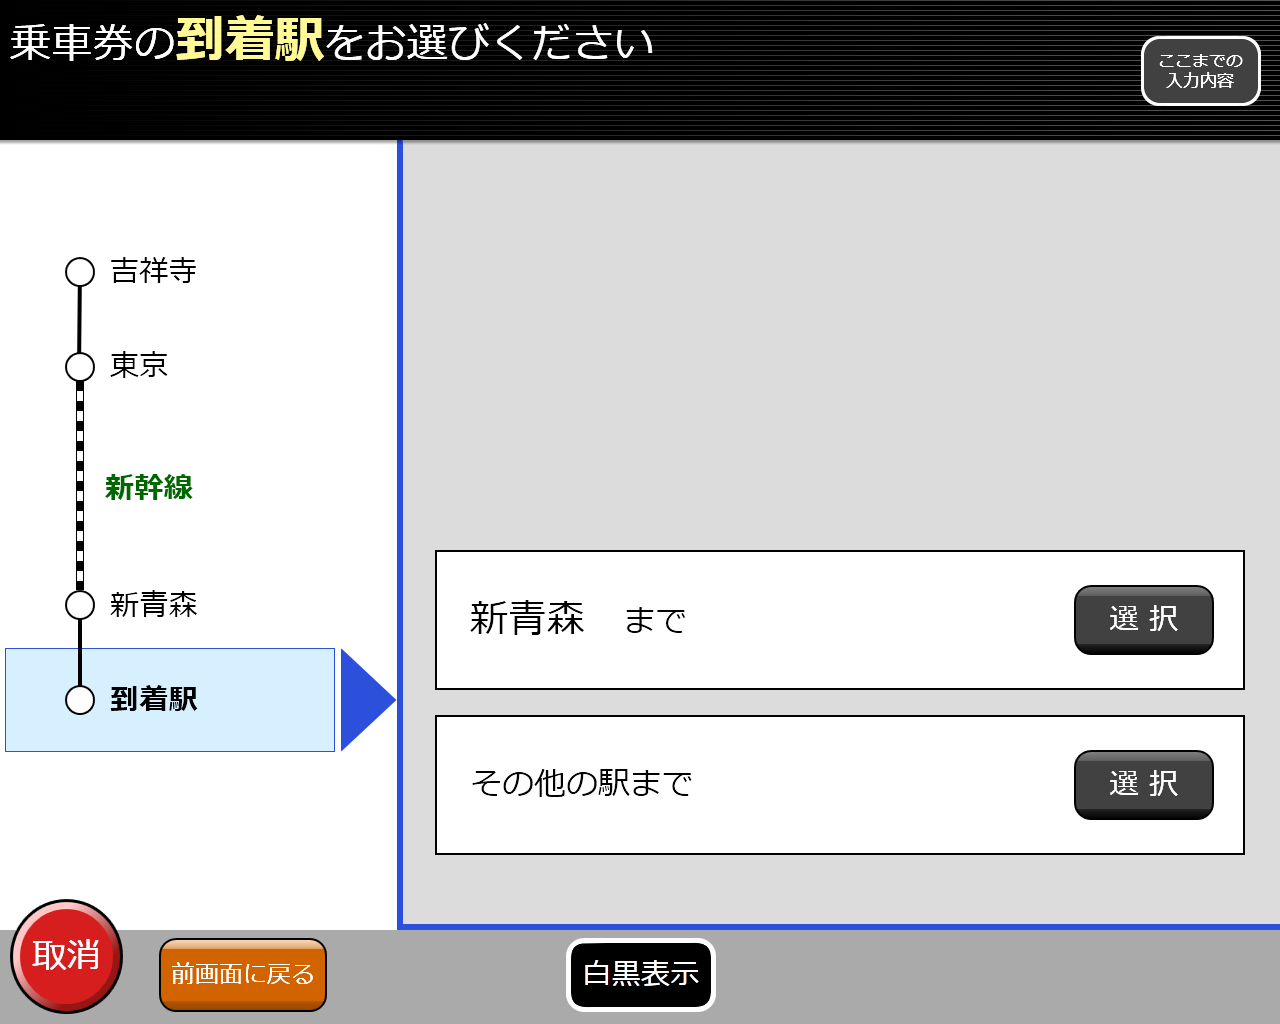 乗車券の到着駅をお選びください
ここまでの
入力内容
吉祥寺
東京
新幹線
新青森
到着駅
新青森　まで
選 択
その他の駅まで
選 択
取消
前画面に戻る
白黒表示